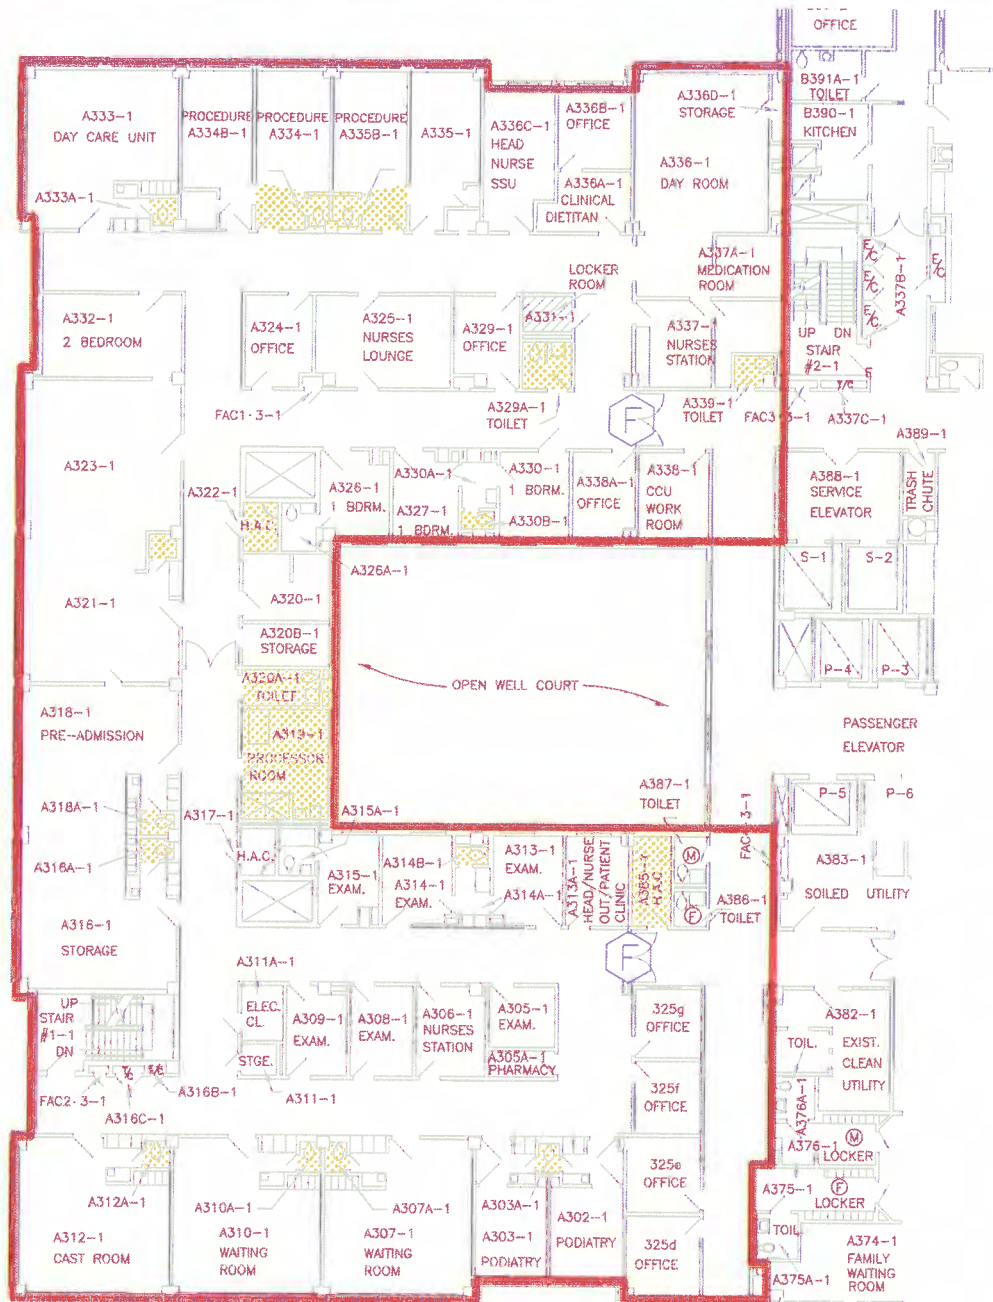 OFFICE
B391A-1
TOILET
B390-1
KITCHEN
A333-1
DAY CARE UNIT
PROCEDURE
A334B-1
PROCEDURE
A334-1
PROCEDURE
A335B-1
A335-1
A336C-1
HEAD
NURSE
SSU
A336B-1
OFFICE
A336D-1
STORAGE
A336-1
DAY ROOM
A336A-1
CLINICAL
DIETITAN
A333A-1
LOCKER
ROOM
A337A-1
MEDICATION
ROOM
E/C
E/C
E/C
E/C
A337B-1
A332-1
2 BEDROOM
A324-1
OFFICE
A325-1
NURSES
LOUNGE
A329-1
OFFICE
A331-1
A337-1
NURSES
STATION
UP DN
STAIR
#2-1
FAC1-3-1
A329A-1
TOILET
F
A339-1
TOILET
FAC3-3-1
A337C-1
A389-1
A323-1
A322-1
H.A.C.
A326-1
1 BDRM.
A330A-1
A327-1
1 BDRM.
A330-1
1 BDRM.
A330B-1
A338A-1
OFFICE
A338-1
CCU
WORK
ROOM
A388-1
SERVICE
ELEVATOR
TRASH
CHUTE
A326A-1
S-1
S-2
A321-1
A320-1
A320B-1
STORAGE
A320A-1
TOILET
P-4
P-3
OPEN WELL COURT
A318-1
PRE-ADMISSION
A319-1
PROCESSOR
ROOM
PASSENGER
ELEVATOR
A387-1
TOILET
P-5
P-6
A318A-1
A317-1
A315A-1
FAC4-3-1
A316A-1
H.A.C.
A315-1
EXAM.
A314B-1
A314-1
EXAM.
A313-1
EXAM.
A314A-1
A313A-1
HEAD/NURSE
OUT/PATIENT
CLINIC
A385-1
H.A.C.
M
F
A386-1
TOILET
A383-1
SOILED UTILITY
A316-1
STORAGE
F
A311A-1
UP
STAIR
#1-1
DN
ELEC.
CL.
STGE.
A309-1
EXAM.
A308-1
EXAM.
A306-1
NURSES
STATION
A305-1
EXAM.
A305A-1
PHARMACY
325g
OFFICE
A382-1
EXIST.
CLEAN
UTILITY
TOIL.
FAC2-3-1
A316C-1
A316B-1
A311-1
325f
OFFICE
A376A-1
A376-1
M
LOCKER
A312A-1
A310A-1
A307A-1
A303A-1
A302-1
PODIATRY
325e
OFFICE
A375-1
F
LOCKER
TOIL.
A312-1
CAST ROOM
A310-1
WAITING
ROOM
A307-1
WAITING
ROOM
A303-1
PODIATRY
325d
OFFICE
A375A-1
A374-1
FAMILY
WAITING
ROOM